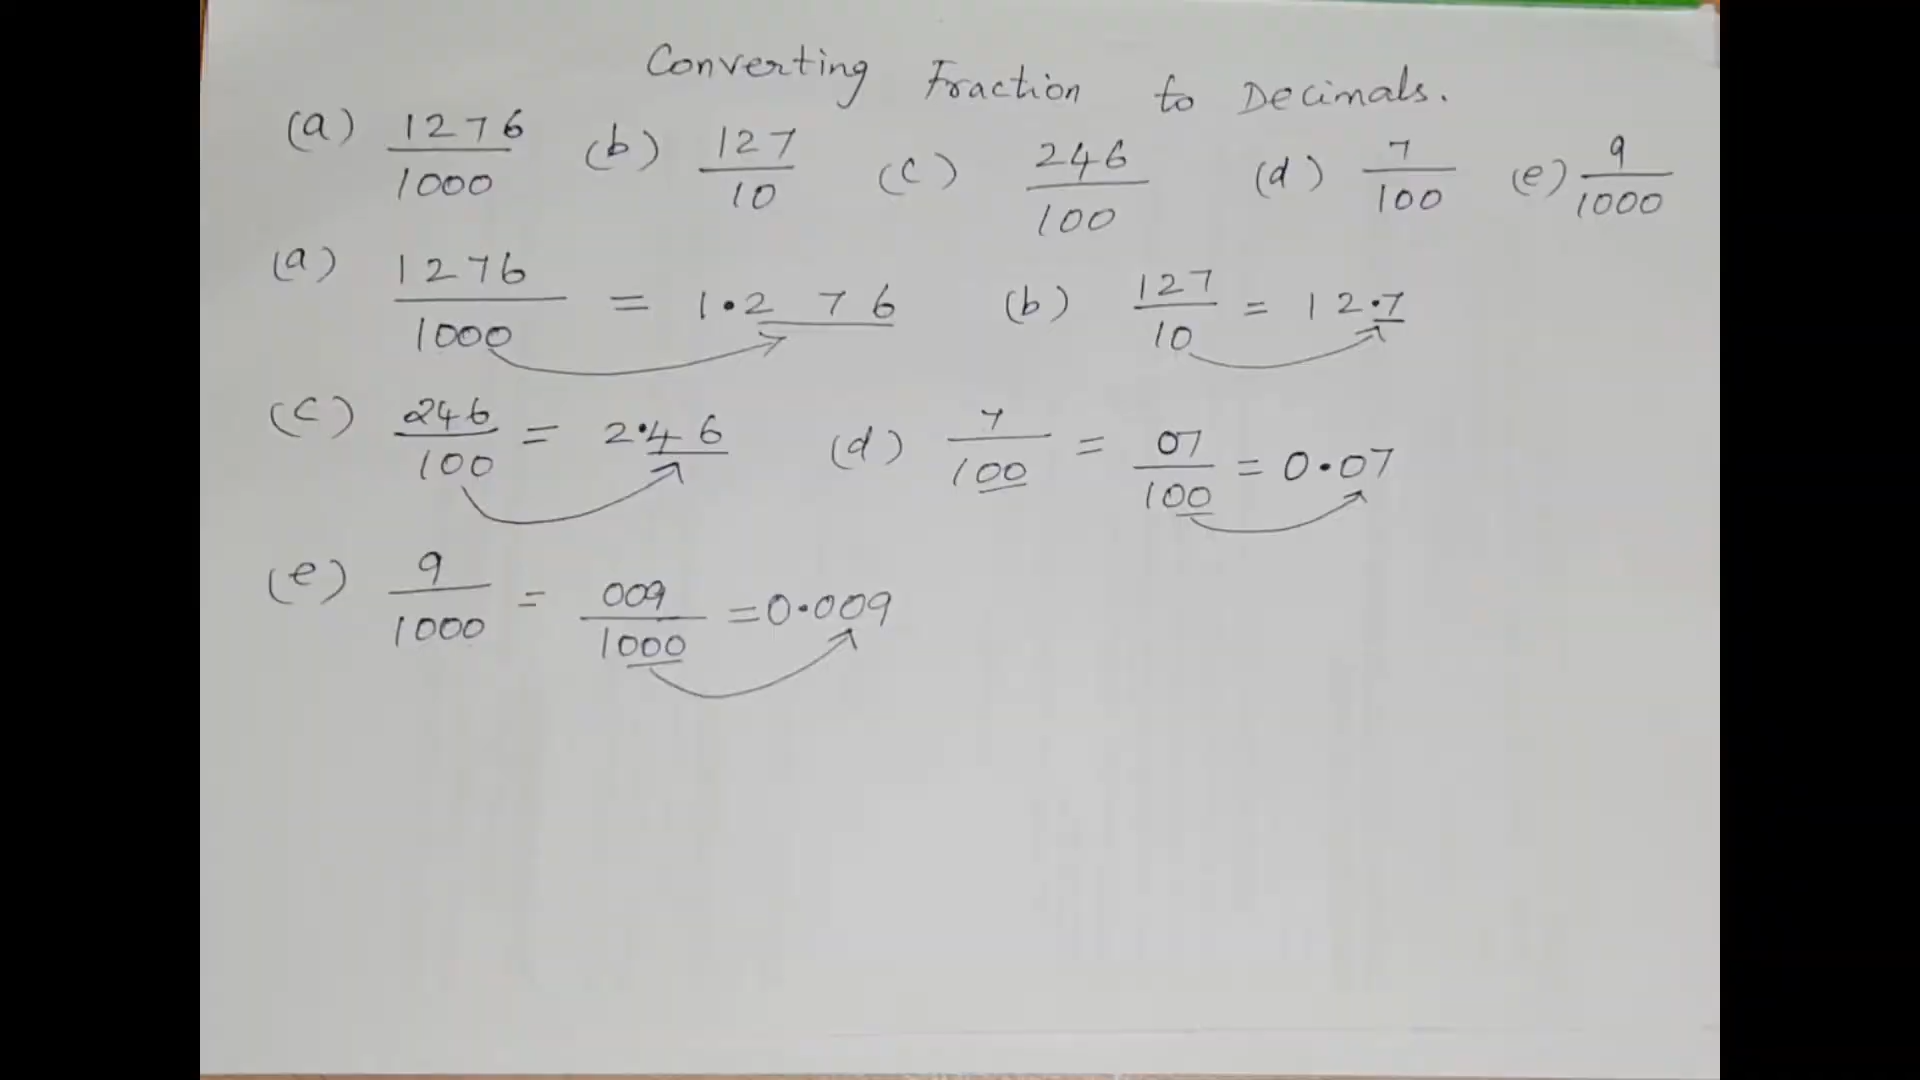 Converting Fraction to Decimals.
(a) 1276/1000 (b) 127/10 (c) 246/100 (d) 7/100 (e) 9/1000
(a) 1276/1000 = 1.276 (b) 127/10 = 12.7
(c) 246/100 = 2.46 (d) 7/100 = 07/100 = 0.07
(e) 9/1000 = 009/1000 = 0.009